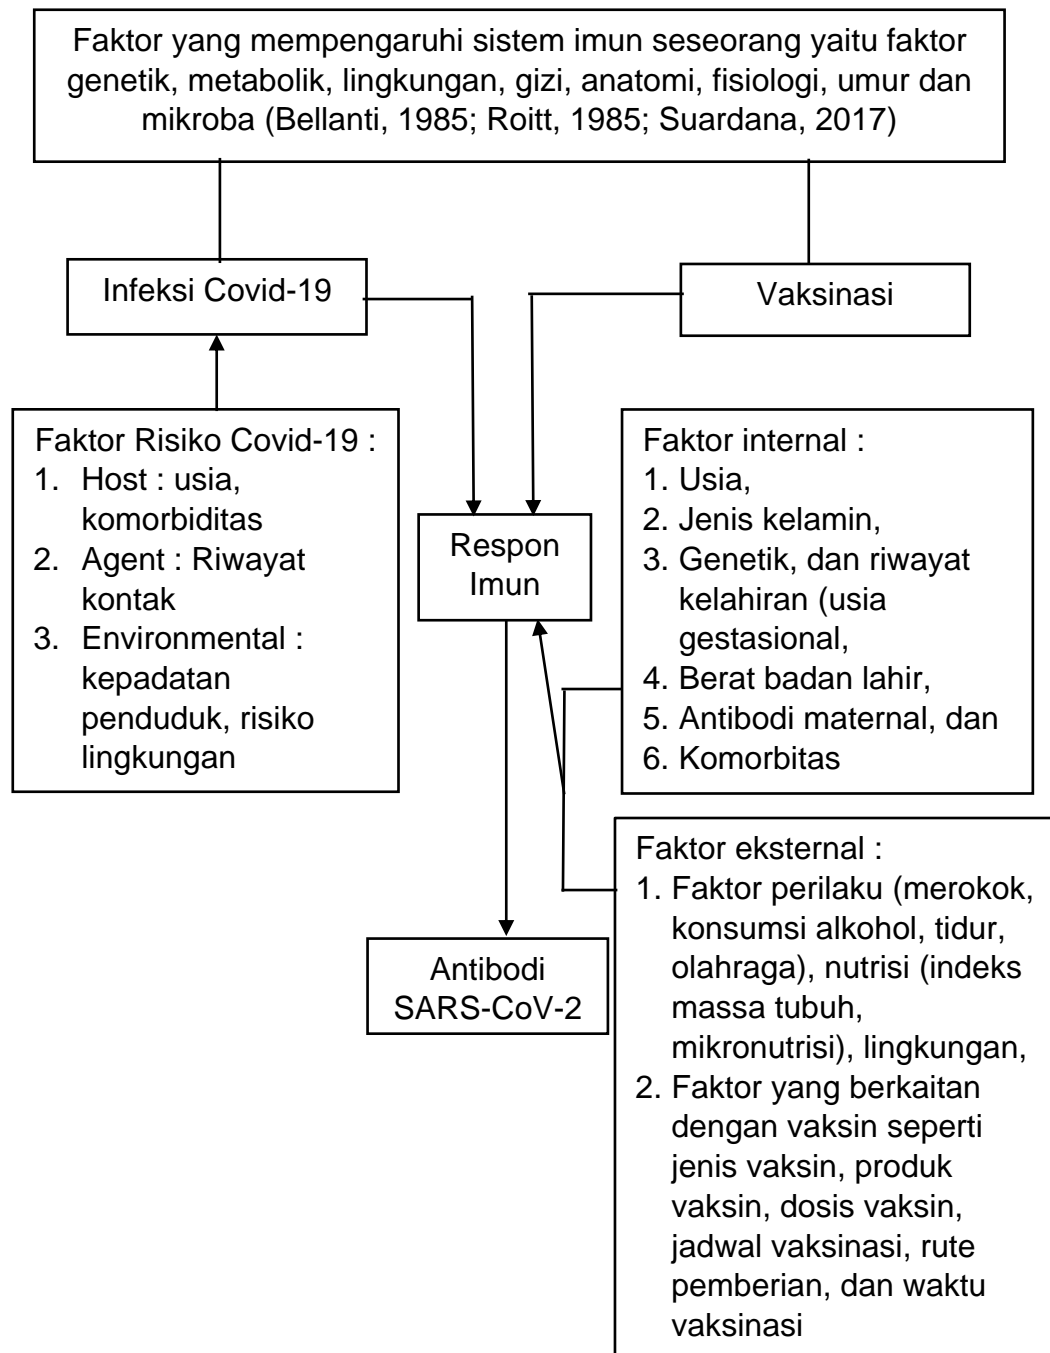 Faktor yang mempengaruhi sistem imun seseorang yaitu faktor
genetik, metabolik, lingkungan, gizi, anatomi, fisiologi, umur dan
mikroba (Bellanti, 1985; Roitt, 1985; Suardana, 2017)
Infeksi Covid-19
Vaksinasi
Faktor Risiko Covid-19 :
1. Host : usia,
komorbiditas
2. Agent : Riwayat
kontak
3. Environmental :
kepadatan
penduduk, risiko
lingkungan
Respon
Imun
Faktor internal :
1. Usia,
2. Jenis kelamin,
3. Genetik, dan riwayat
kelahiran (usia
gestasional,
4. Berat badan lahir,
5. Antibodi maternal, dan
6. Komorbitas
Antibodi
SARS-CoV-2
Faktor eksternal :
1. Faktor perilaku (merokok,
konsumsi alkohol, tidur,
olahraga), nutrisi (indeks
massa tubuh,
mikronutrisi), lingkungan,
2. Faktor yang berkaitan
dengan vaksin seperti
jenis vaksin, produk
vaksin, dosis vaksin,
jadwal vaksinasi, rute
pemberian, dan waktu
vaksinasi